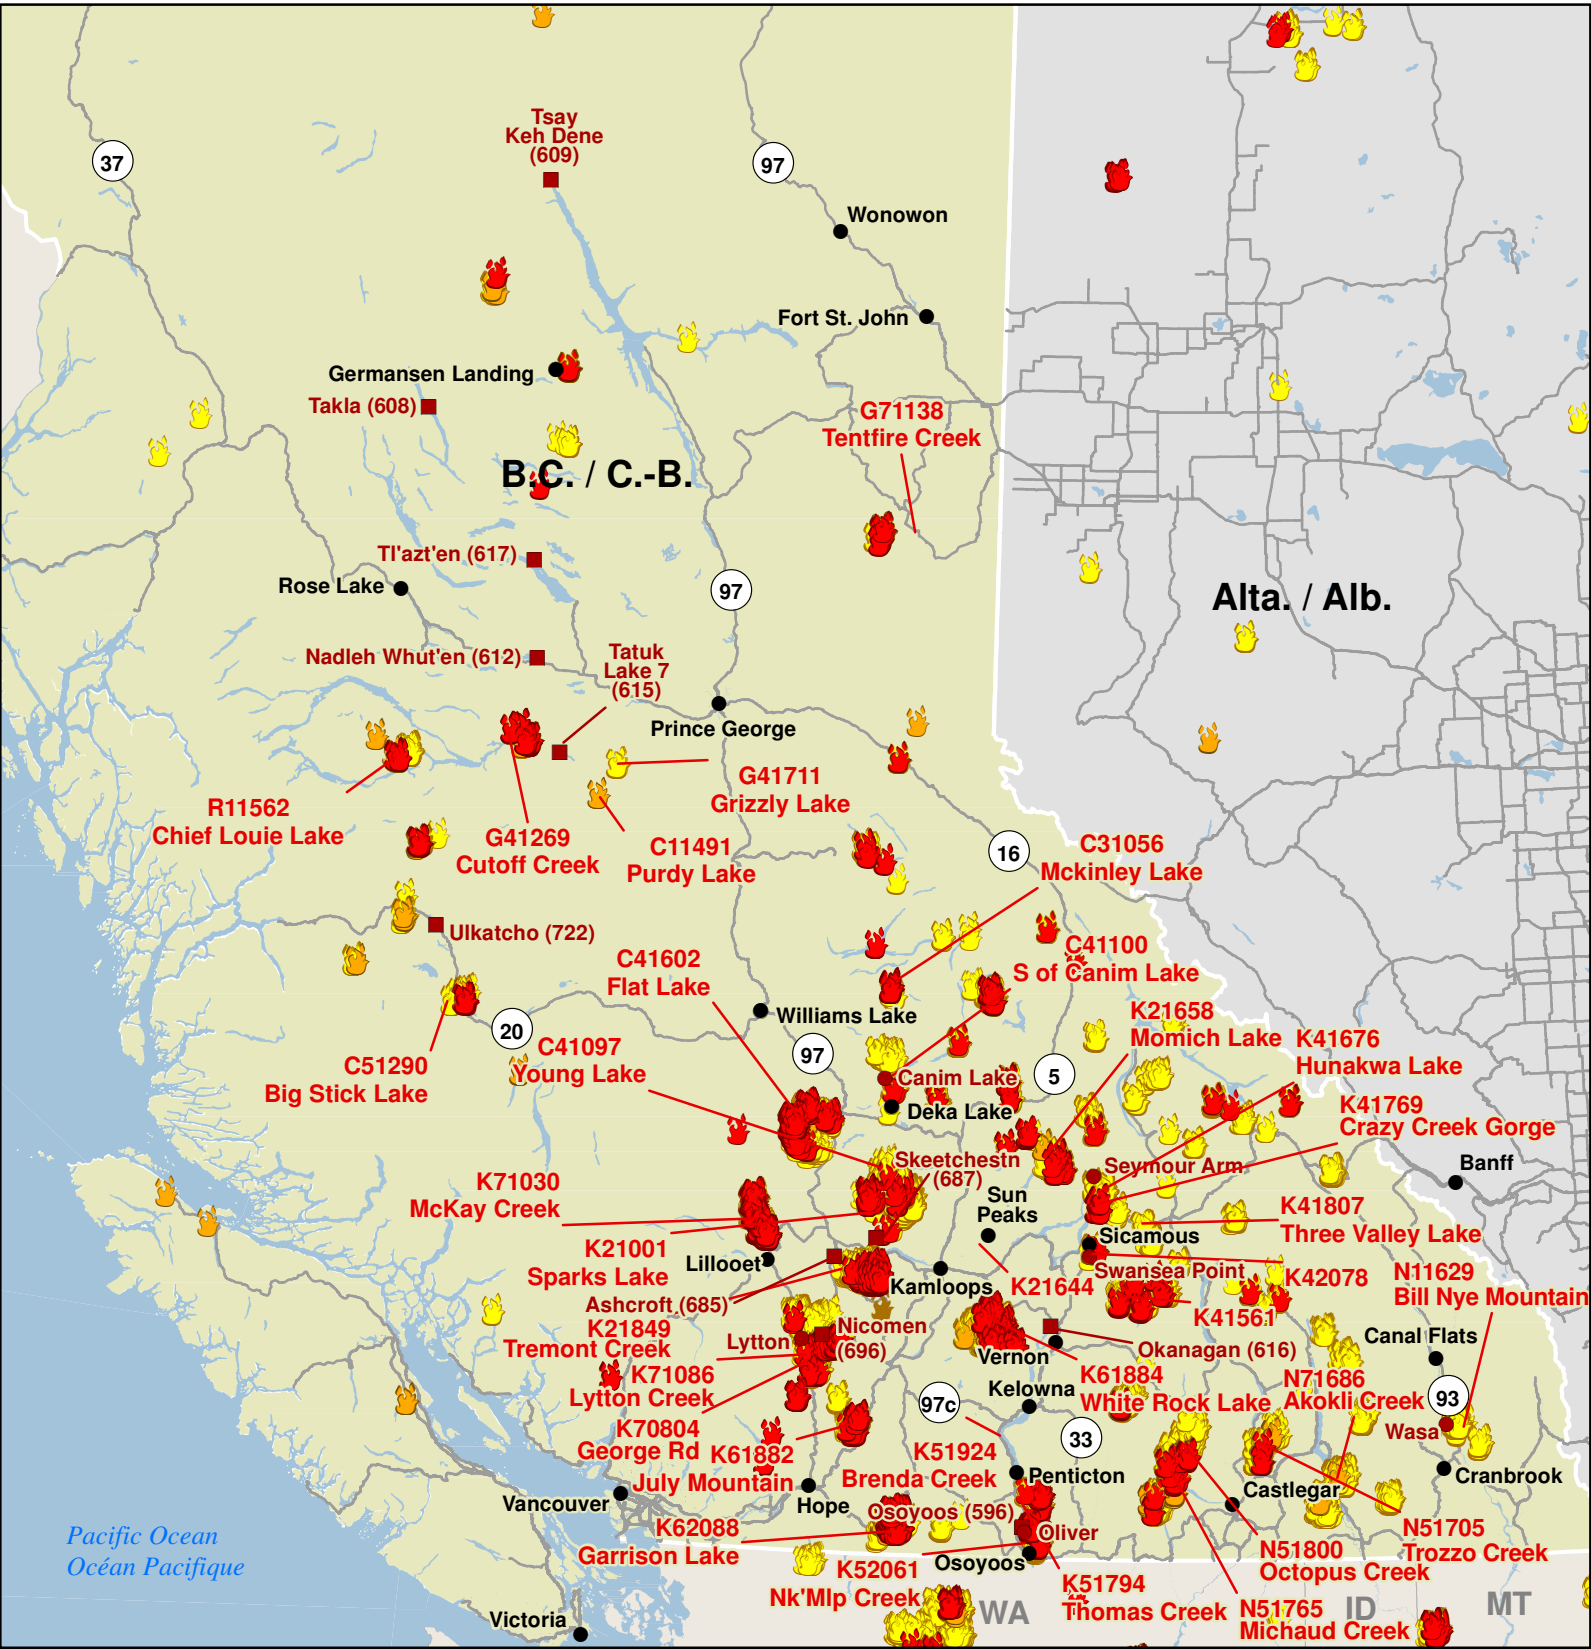 Tsay
Keh Dene
(609)
37
97
Wonowon
Fort St. John
Germansen Landing
Takla (608)
G71138
Tentfire Creek
B.C. / C.-B.
Tl'azt'en (617)
Rose Lake
97
Alta. / Alb.
Nadleh Whut'en (612)
Tatuk
Lake 7
(615)
Prince George
R11562
Chief Louie Lake
G41269
Cutoff Creek
G41711
Grizzly Lake
C11491
Purdy Lake
16
C31056
Mckinley Lake
Ulkatcho (722)
C41602
Flat Lake
C41100
S of Canim Lake
Williams Lake
20
97
K21658
Momich Lake
K41676
Hunakwa Lake
C51290
Big Stick Lake
C41097
Young Lake
Canim Lake
5
Deka Lake
K41769
Crazy Creek Gorge
Banff
K71030
McKay Creek
Skeetchestn
(687)
Seymour Arm
Sun
Peaks
K41807
Three Valley Lake
K21001
Sparks Lake
Lillooet
Sicamous
Swansea Point
Kamloops
K21644
K42078
N11629
Bill Nye Mountain
Ashcroft (685)
K41561
K21849
Tremont Creek
Lytton
Nicomen
(696)
Vernon
Okanagan (616)
Canal Flats
K71086
Lytton Creek
Kelowna
97c
K61884
White Rock Lake
N71686
Akokli Creek
93
Wasa
K70804
George Rd
K61882
July Mountain
K51924
Brenda Creek
33
Penticton
Castlegar
Cranbrook
Vancouver
Hope
Osoyoos (596)
Oliver
K62088
Garrison Lake
Osoyoos
N51705
Trozzo Creek
N51800
Octopus Creek
Pacific Ocean
Océan Pacifique
K52061
Nk'Mlp Creek
K51794
Thomas Creek
N51765
Michaud Creek
WA
ID
MT
Victoria